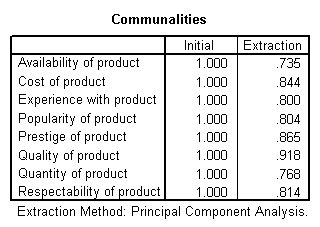 Communalities
Initial Extraction
Availability of product 1.000 .735
Cost of product 1.000 .844
Experience with product 1.000 .800
Popularity of product 1.000 .804
Prestige of product 1.000 .865
Quality of product 1.000 .918
Quantity of product 1.000 .768
Respectability of product 1.000 .814
Extraction Method: Principal Component Analysis.